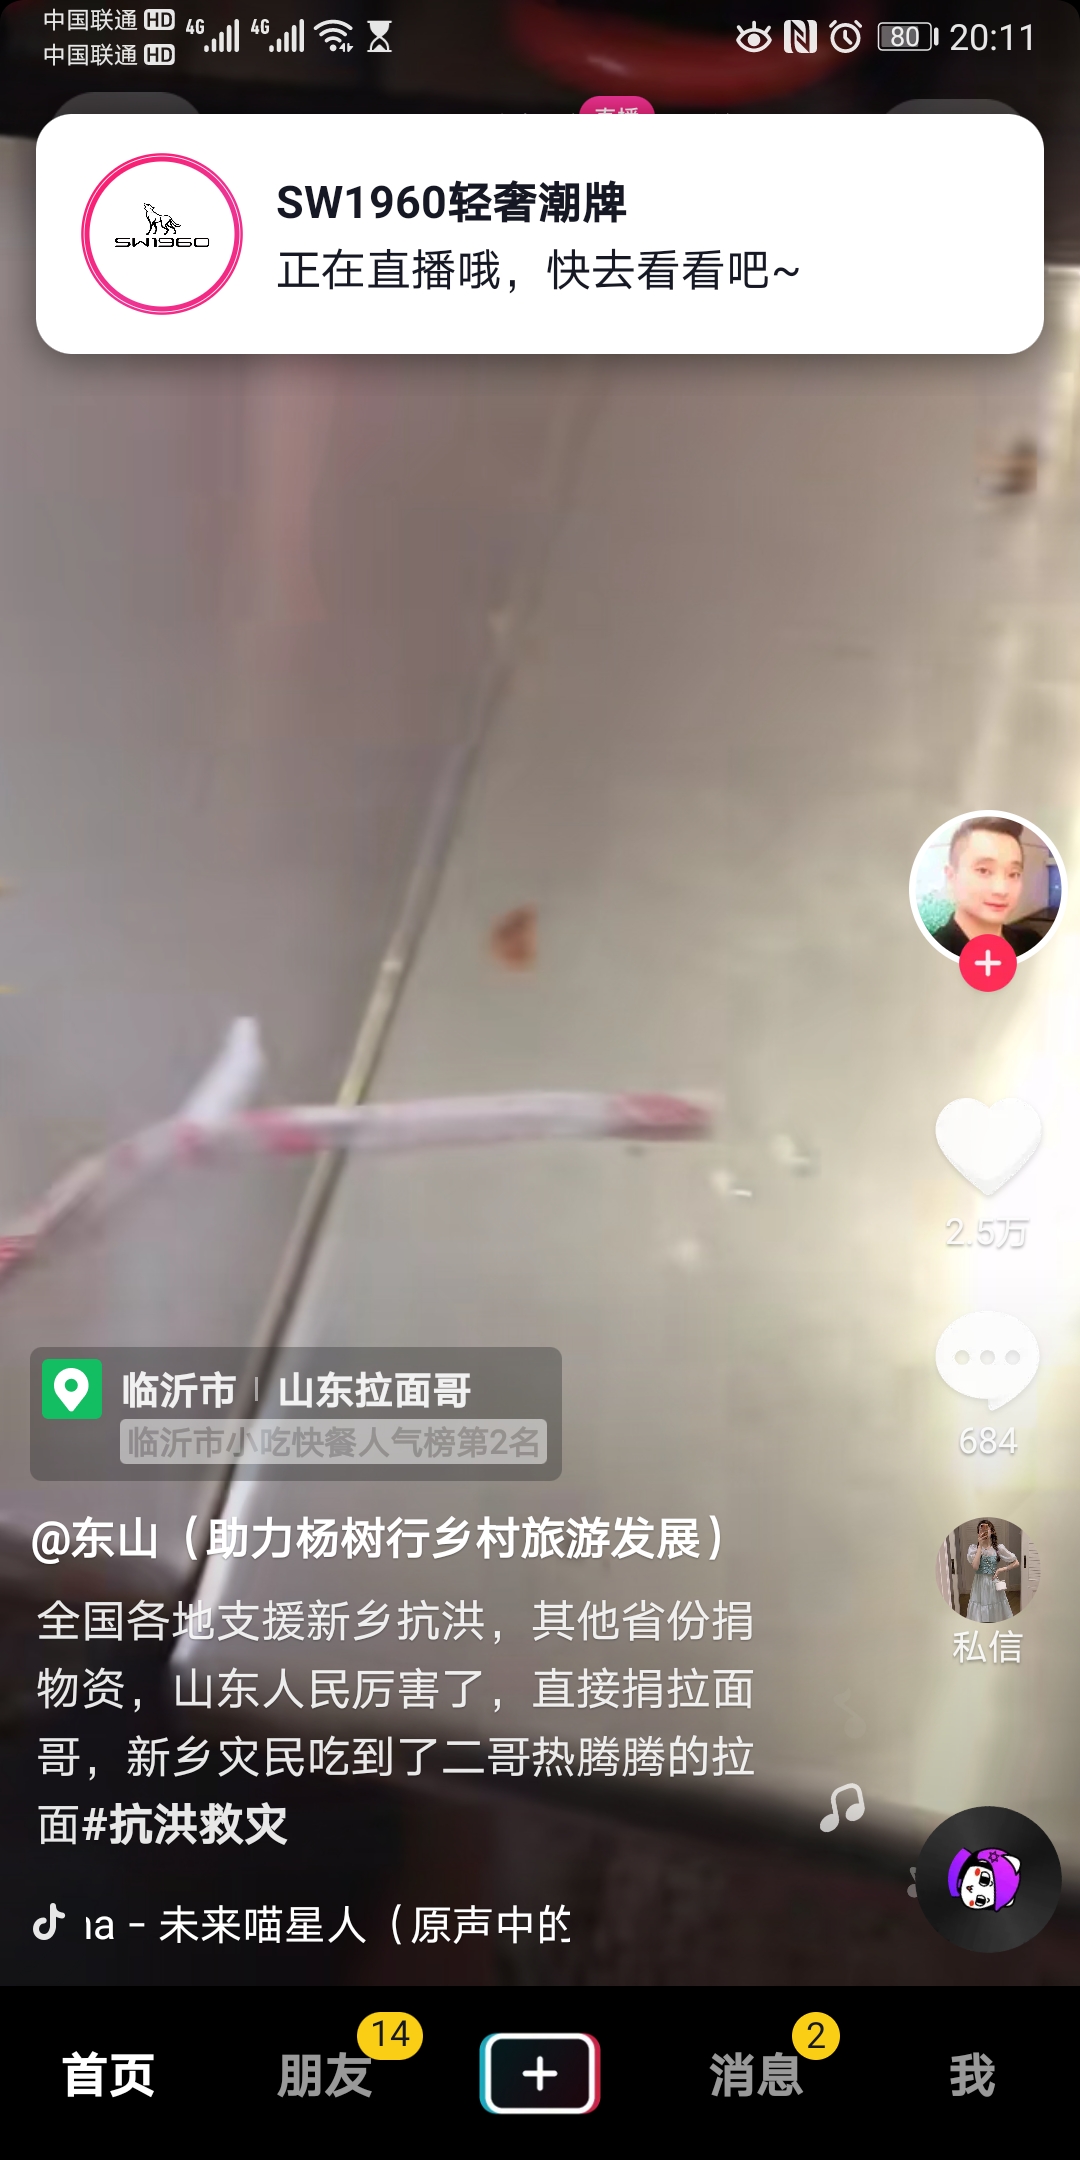 中国联通 HD 4G 4G 80 20:11
中国联通 HD
直播
SW1960
SW1960轻奢潮牌
正在直播哦，快去看看吧~
2.5万
临沂市 | 山东拉面哥
临沂市小吃快餐人气榜第2名
684
@东山（助力杨树行乡村旅游发展）
全国各地支援新乡抗洪，其他省份捐
物资，山东人民厉害了，直接捐拉面
哥，新乡灾民吃到了二哥热腾腾的拉
面#抗洪救灾
私信
na - 未来喵星人（原声中的
首页 朋友 14 消息 2 我